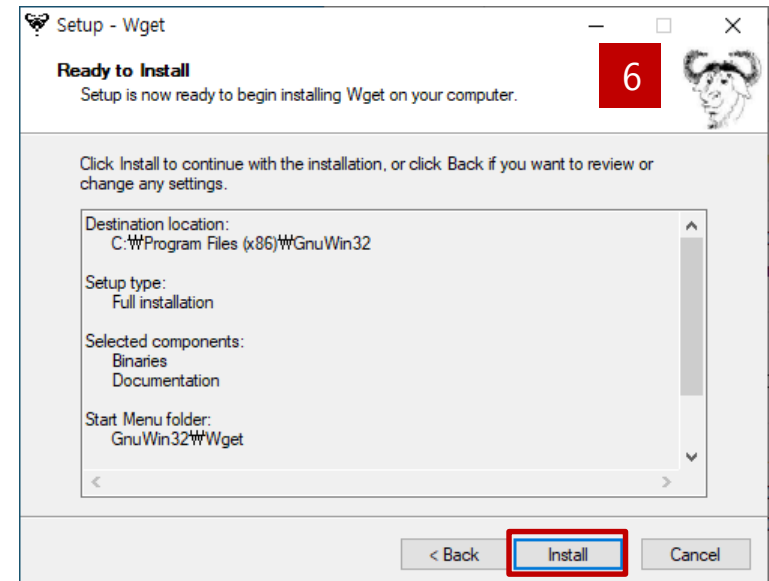 Setup - Wget
Ready to Install
6
Setup is now ready to begin installing Wget on your computer.
Click Install to continue with the installation, or click Back if you want to review or
change any settings.
Destination location:
C:₩Program Files (x86)₩GnuWin32
Setup type:
Full installation
Selected components:
Binaries
Documentation
Start Menu folder:
GnuWin32₩Wget
< Back Install Cancel